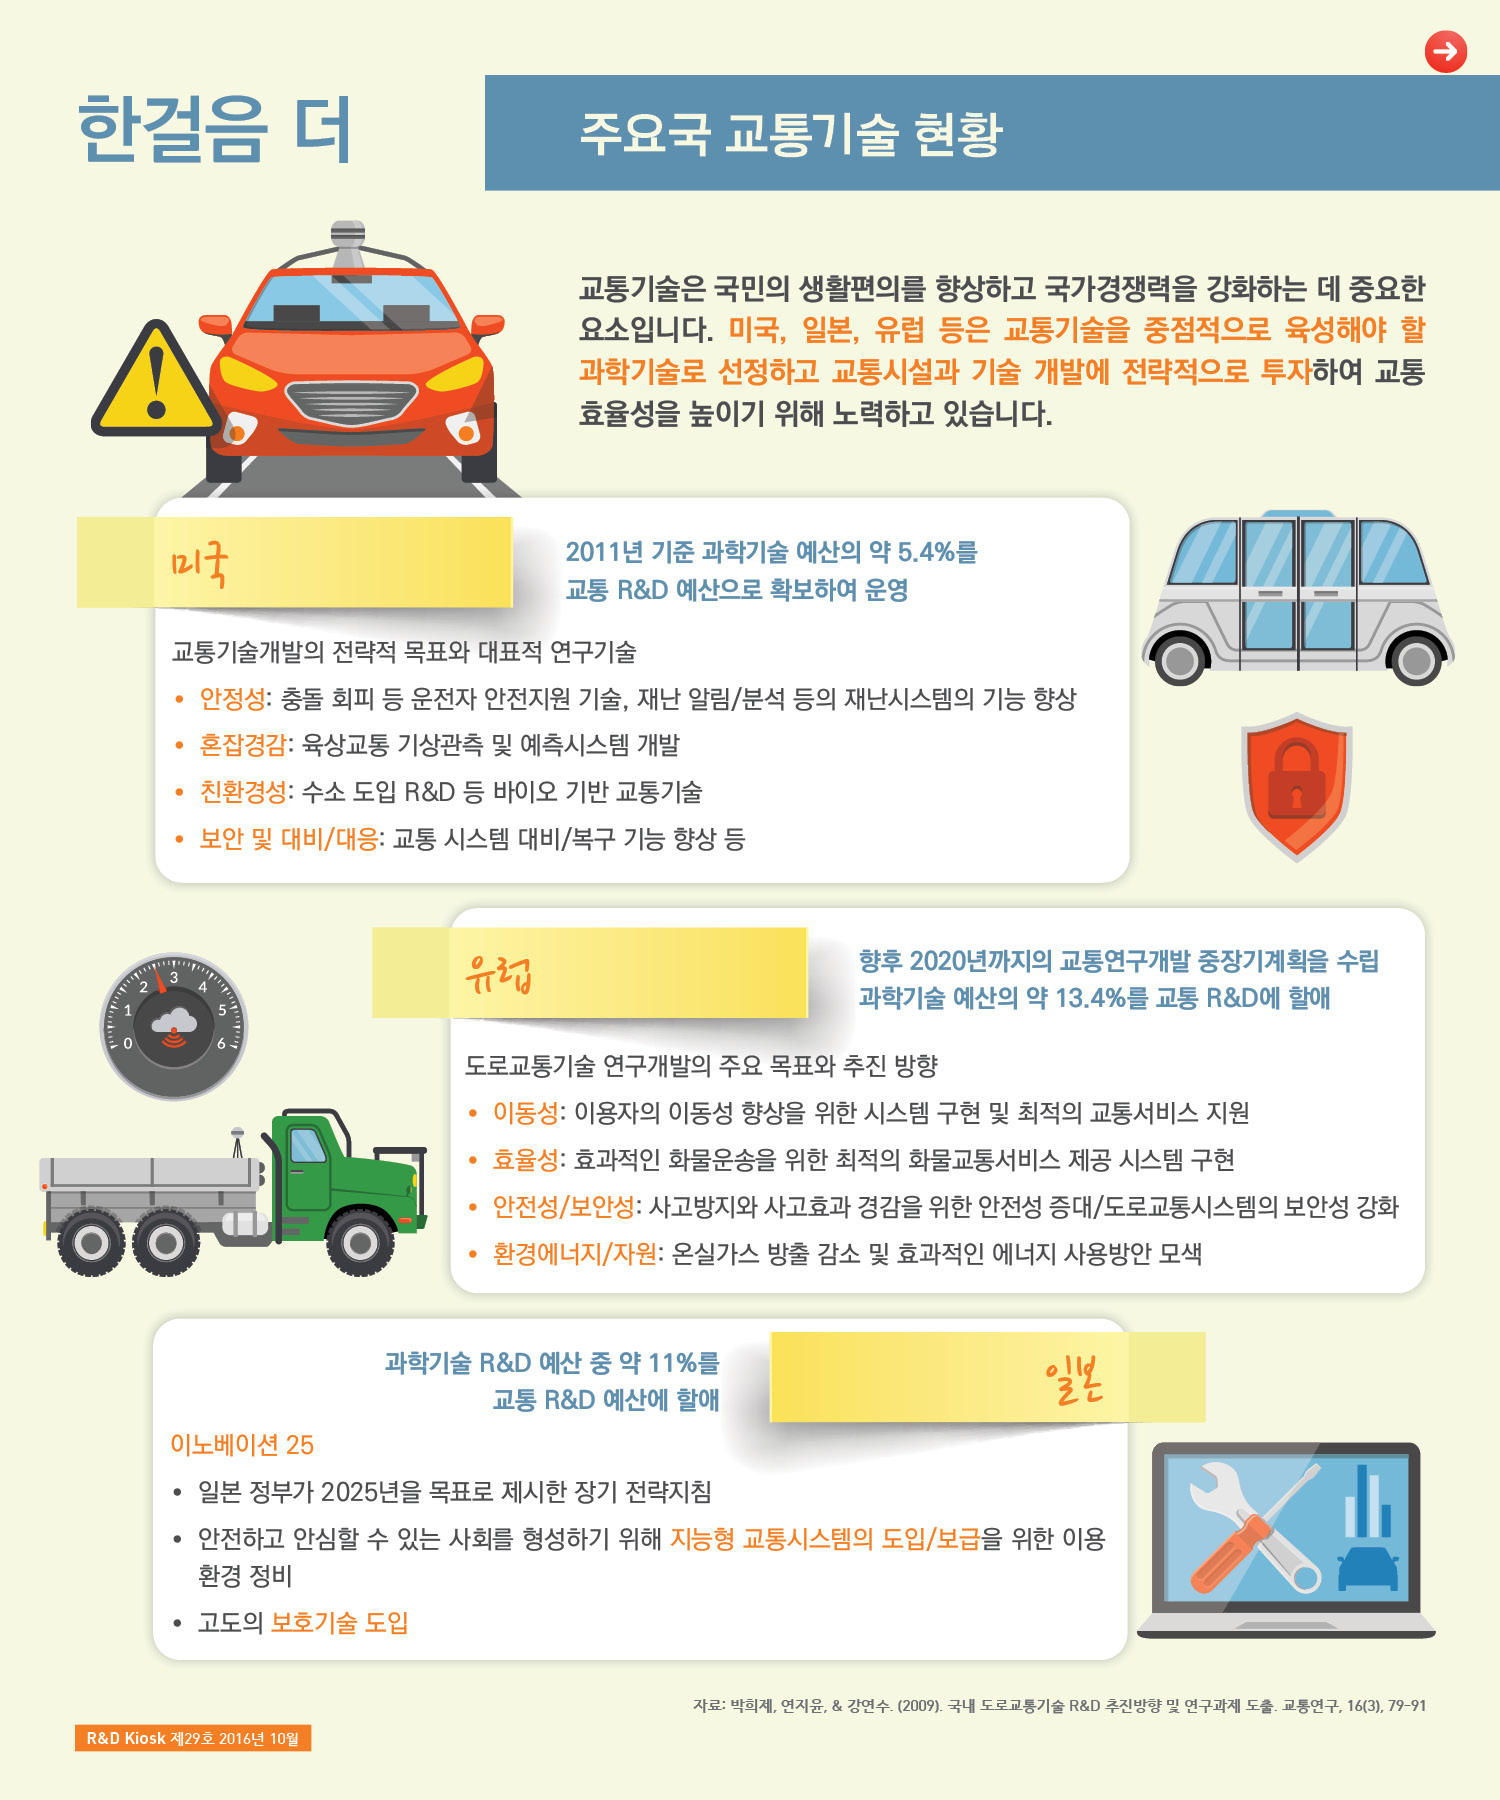 한걸음 더
주요국 교통기술 현황
교통기술은 국민의 생활편의를 향상하고 국가경쟁력을 강화하는 데 중요한
요소입니다. 미국, 일본, 유럽 등은 교통기술을 중점적으로 육성해야 할
과학기술로 선정하고 교통시설과 기술 개발에 전략적으로 투자하여 교통
효율성을 높이기 위해 노력하고 있습니다.
미국
2011년 기준 과학기술 예산의 약 5.4%를
교통 R&D 예산으로 확보하여 운영
교통기술개발의 전략적 목표와 대표적 연구기술
• 안정성: 충돌 회피 등 운전자 안전지원 기술, 재난 알림/분석 등의 재난시스템의 기능 향상
• 혼잡경감: 육상교통 기상관측 및 예측시스템 개발
• 친환경성: 수소 도입 R&D 등 바이오 기반 교통기술
• 보안 및 대비/대응: 교통 시스템 대비/복구 기능 향상 등
유럽
향후 2020년까지의 교통연구개발 중장기계획을 수립
과학기술 예산의 약 13.4%를 교통 R&D에 할애
도로교통기술 연구개발의 주요 목표와 추진 방향
• 이동성: 이용자의 이동성 향상을 위한 시스템 구현 및 최적의 교통서비스 지원
• 효율성: 효과적인 화물운송을 위한 최적의 화물교통서비스 제공 시스템 구현
• 안전성/보안성: 사고방지와 사고효과 경감을 위한 안전성 증대/도로교통시스템의 보안성 강화
• 환경에너지/자원: 온실가스 방출 감소 및 효과적인 에너지 사용방안 모색
0 1 2 3 4 5 6
일본
과학기술 R&D 예산 중 약 11%를
교통 R&D 예산에 할애
이노베이션 25
• 일본 정부가 2025년을 목표로 제시한 장기 전략지침
• 안전하고 안심할 수 있는 사회를 형성하기 위해 지능형 교통시스템의 도입/보급을 위한 이용
환경 정비
• 고도의 보호기술 도입
자료: 박희제, 연지윤, & 강연수. (2009). 국내 도로교통기술 R&D 추진방향 및 연구과제 도출. 교통연구, 16(3), 79-91
R&D Kiosk 제29호 2016년 10월